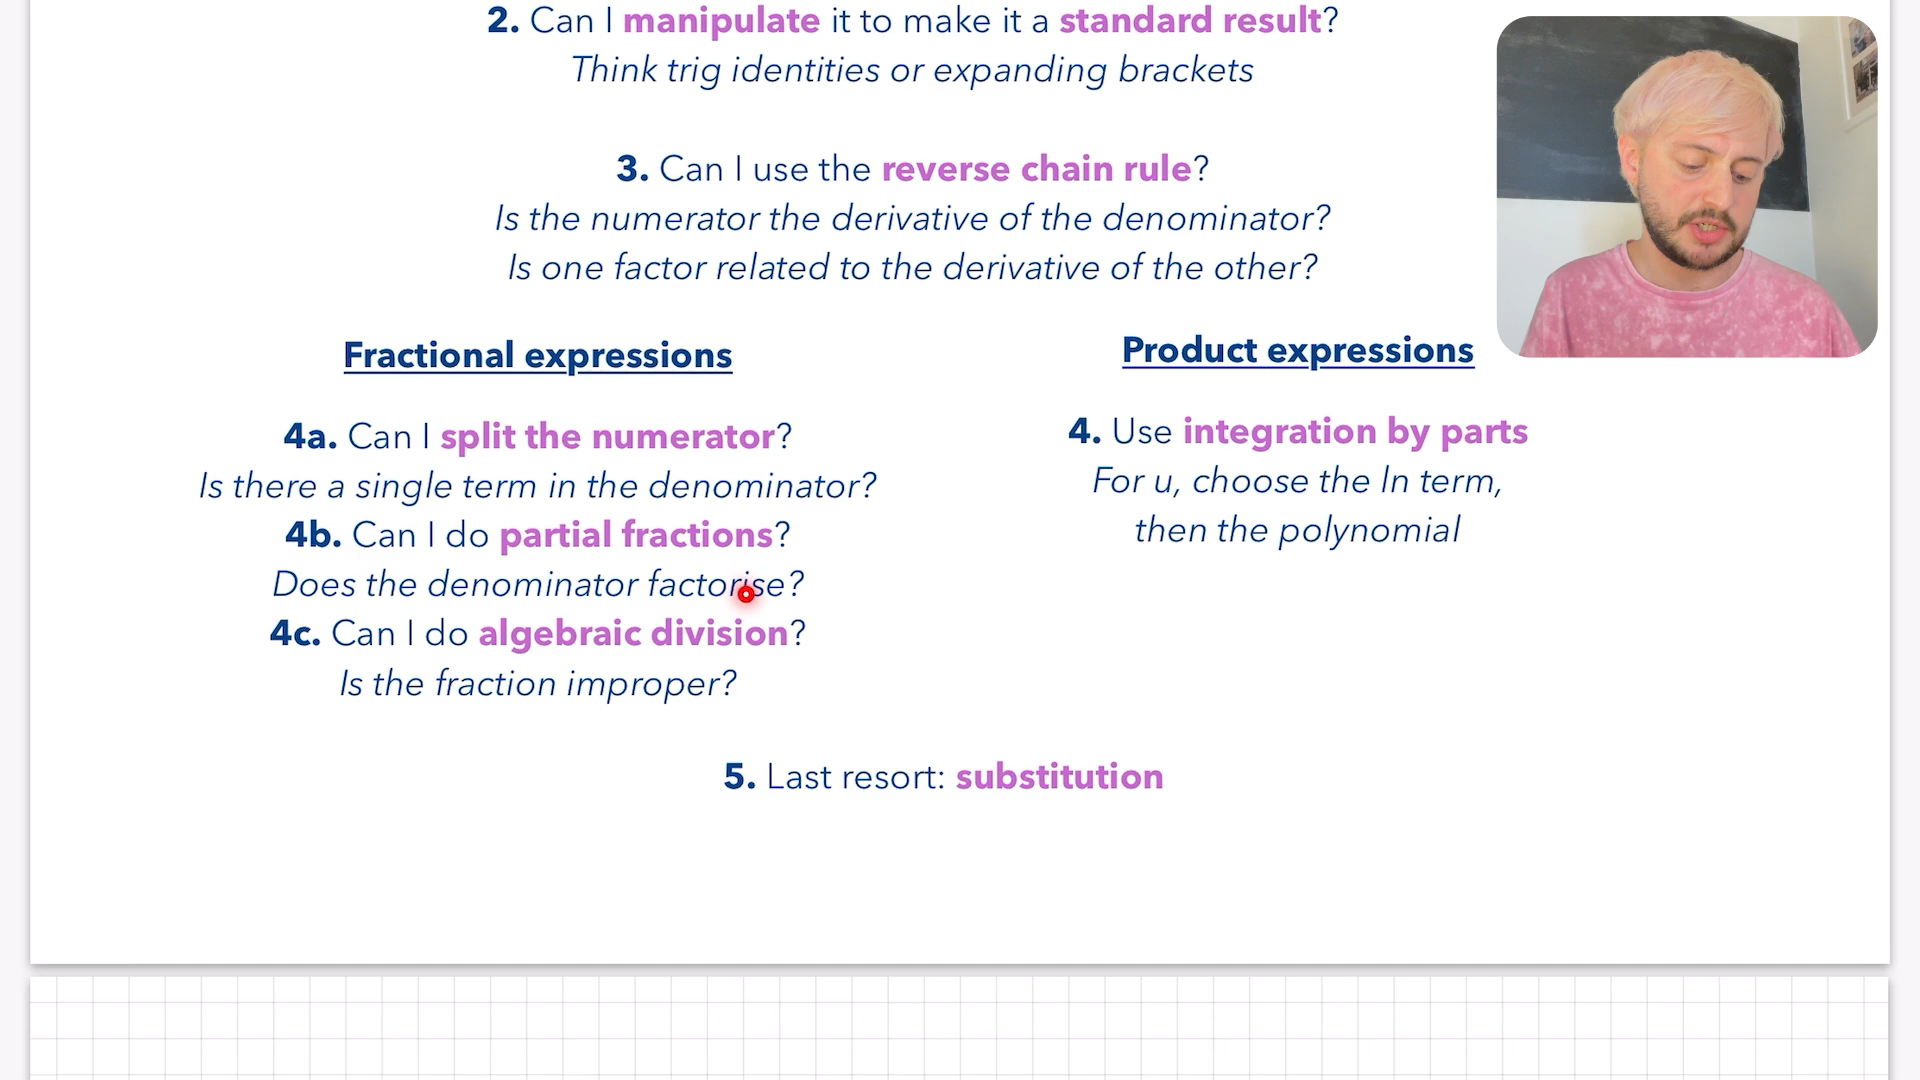 2. Can I manipulate it to make it a standard result?
Think trig identities or expanding brackets
3. Can I use the reverse chain rule?
Is the numerator the derivative of the denominator?
Is one factor related to the derivative of the other?
Fractional expressions
4a. Can I split the numerator?
Is there a single term in the denominator?
4b. Can I do partial fractions?
Does the denominator factorise?
4c. Can I do algebraic division?
Is the fraction improper?
Product expressions
4. Use integration by parts
For u, choose the ln term,
then the polynomial
5. Last resort: substitution